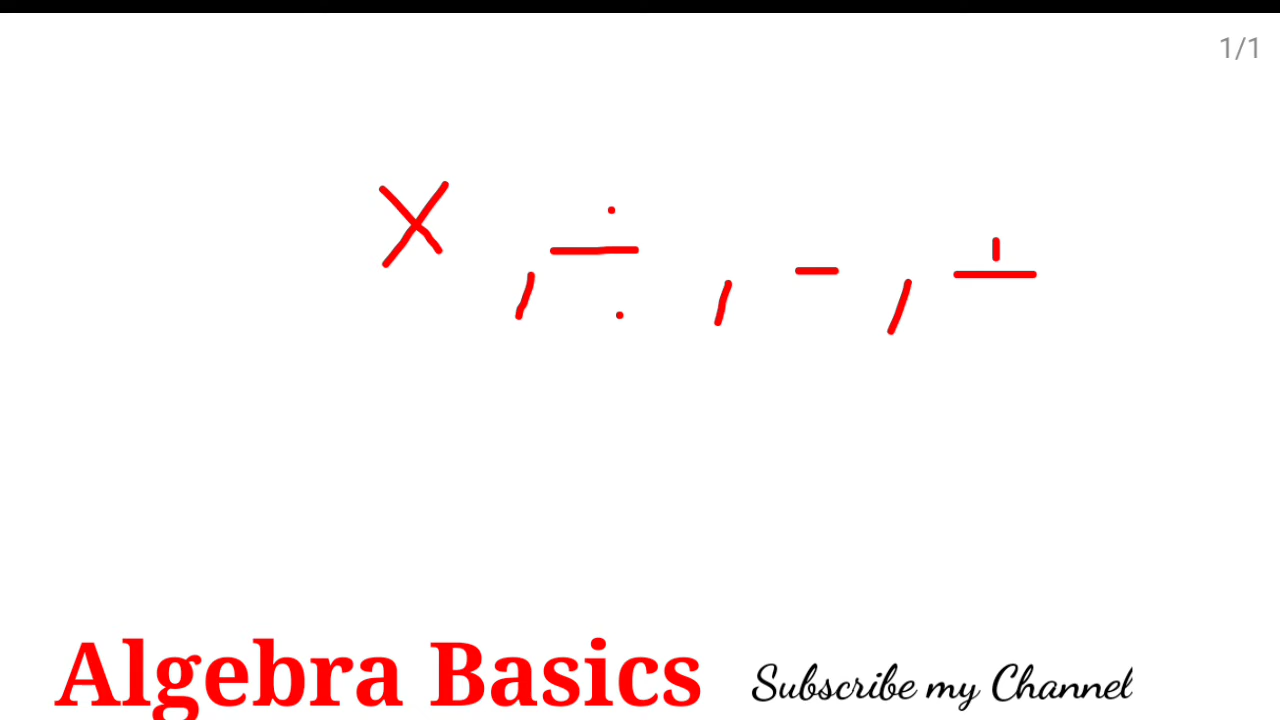 1/1
× , ÷ , - , +
Algebra Basics Subscribe my Channel